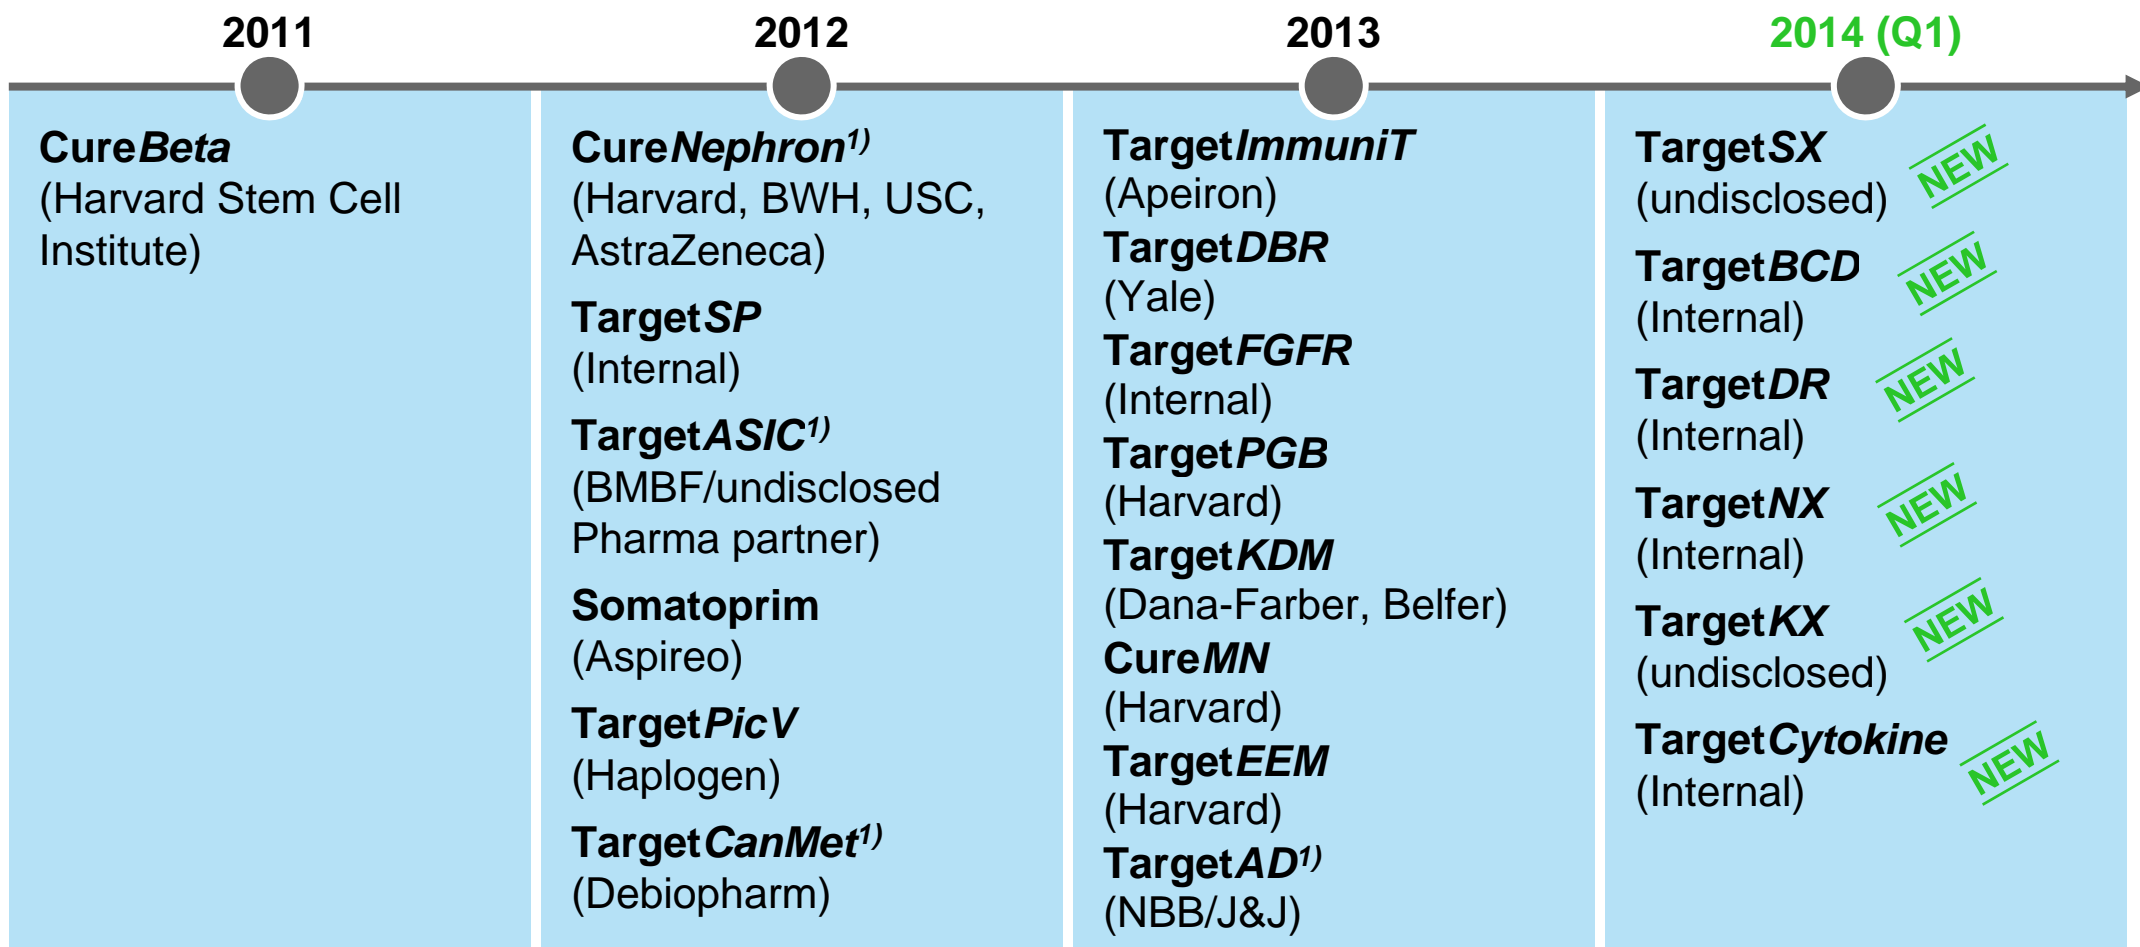 2011
2012
2013
2014 (Q1)
CureBeta
(Harvard Stem Cell
Institute)
CureNephron1)
(Harvard, BWH, USC,
AstraZeneca)
TargetSP
(Internal)
TargetASIC1)
(BMBF/undisclosed
Pharma partner)
Somatoprim
(Aspireo)
TargetPicV
(Haplogen)
TargetCanMet1)
(Debiopharm)
TargetImmuniT
(Apeiron)
TargetDBR
(Yale)
TargetFGFR
(Internal)
TargetPGB
(Harvard)
TargetKDM
(Dana-Farber, Belfer)
CureMN
(Harvard)
TargetEEM
(Harvard)
TargetAD1)
(NBB/J&J)
TargetSX
NEW
(undisclosed)
TargetBCD
NEW
(Internal)
TargetDR
NEW
(Internal)
TargetNX
NEW
(Internal)
TargetKX
NEW
(undisclosed)
TargetCytokine
NEW
(Internal)